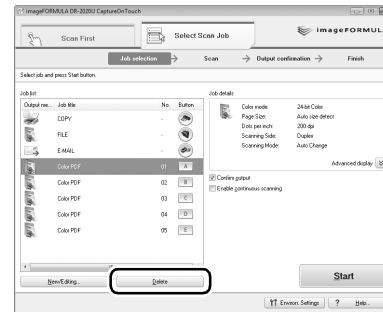 imageFORMULA DR-2020U CaptureOnTouch
Scan First
Select Scan Job
imageFORMUL
Job selection
Scan
Output confirmation
Finish
Select job and press Start button.
Job list:
Output me... Job title No. Button
COPY -
FILE -
E-MAIL -
Color PDF 01 A
Color PDF 02 B
Color PDF 03 C
Color PDF 04 D
Color PDF 05 E
New/Editing...
Delete
Job details
Color mode: 24-bit Color
Page Size: Auto size detect
Dots per inch: 200 dpi
Scanning Side: Duplex
Scanning Mode: Auto Change
Advanced display
Confirm output
Enable continuous scanning
Start
Environ. Settings
? Help...